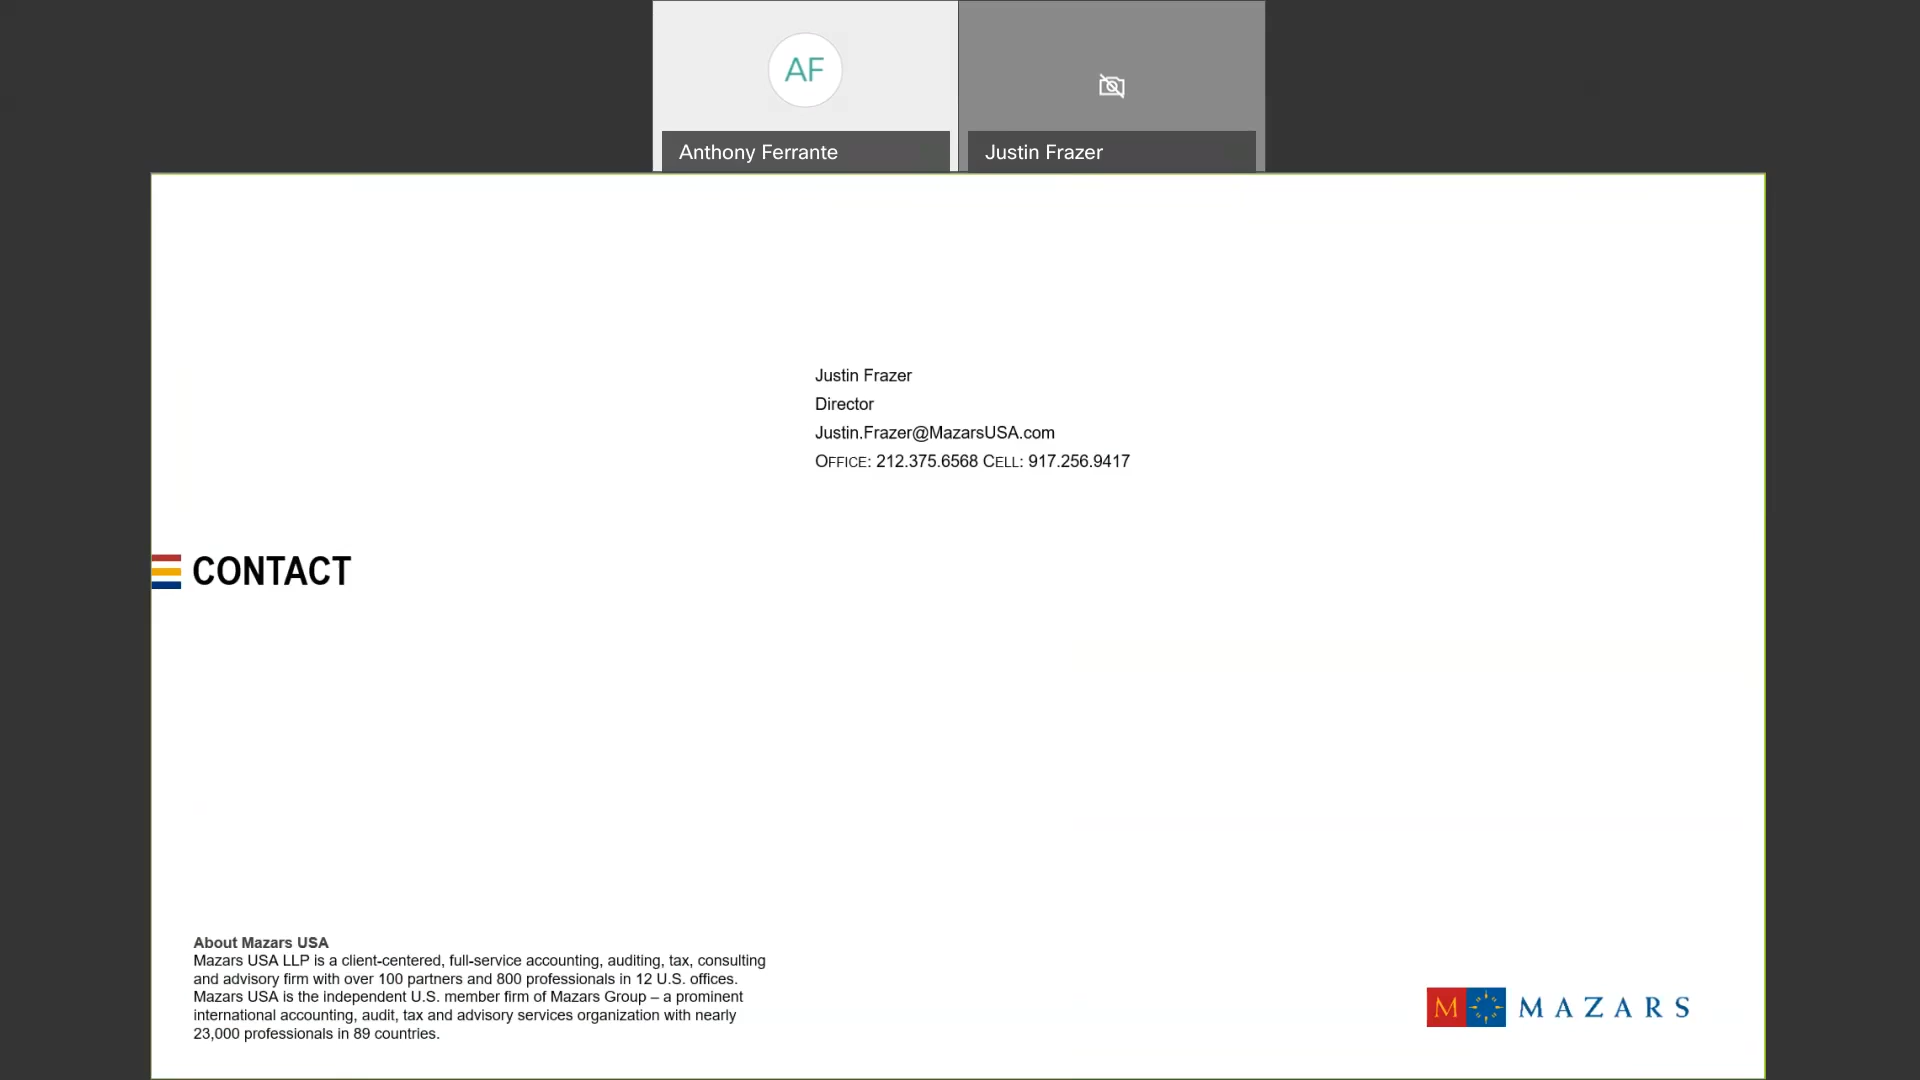 AF
Anthony Ferrante
Justin Frazer
Justin Frazer
Director
Justin.Frazer@MazarsUSA.com
OFFICE: 212.375.6568 CELL: 917.256.9417
CONTACT
About Mazars USA
Mazars USA LLP is a client-centered, full-service accounting, auditing, tax, consulting
and advisory firm with over 100 partners and 800 professionals in 12 U.S. offices.
Mazars USA is the independent U.S. member firm of Mazars Group – a prominent
international accounting, audit, tax and advisory services organization with nearly
23,000 professionals in 89 countries.
M MAZARS